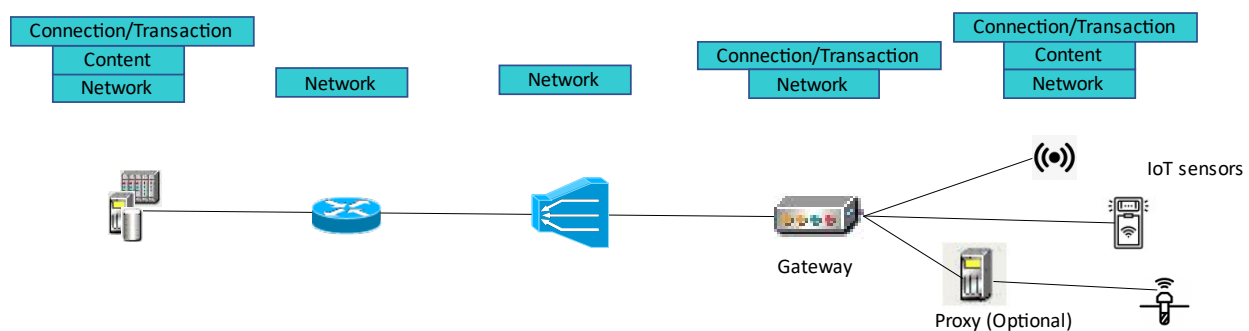 Connection/Transaction
Content
Network
Network
Network
Connection/Transaction
Network
Connection/Transaction
Content
Network
IoT sensors
Gateway
Proxy (Optional)